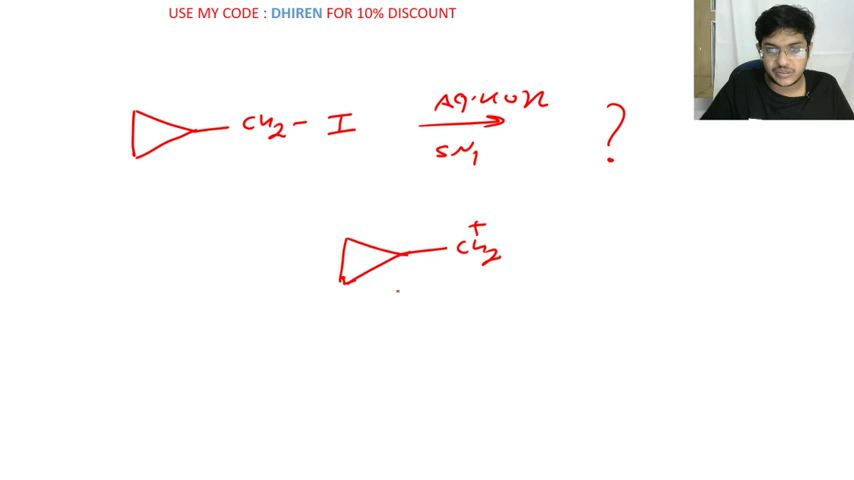 USE MY CODE : DHIREN FOR 10% DISCOUNT
CH2 - I
Aq. KOH
SN1
?
+
CH2